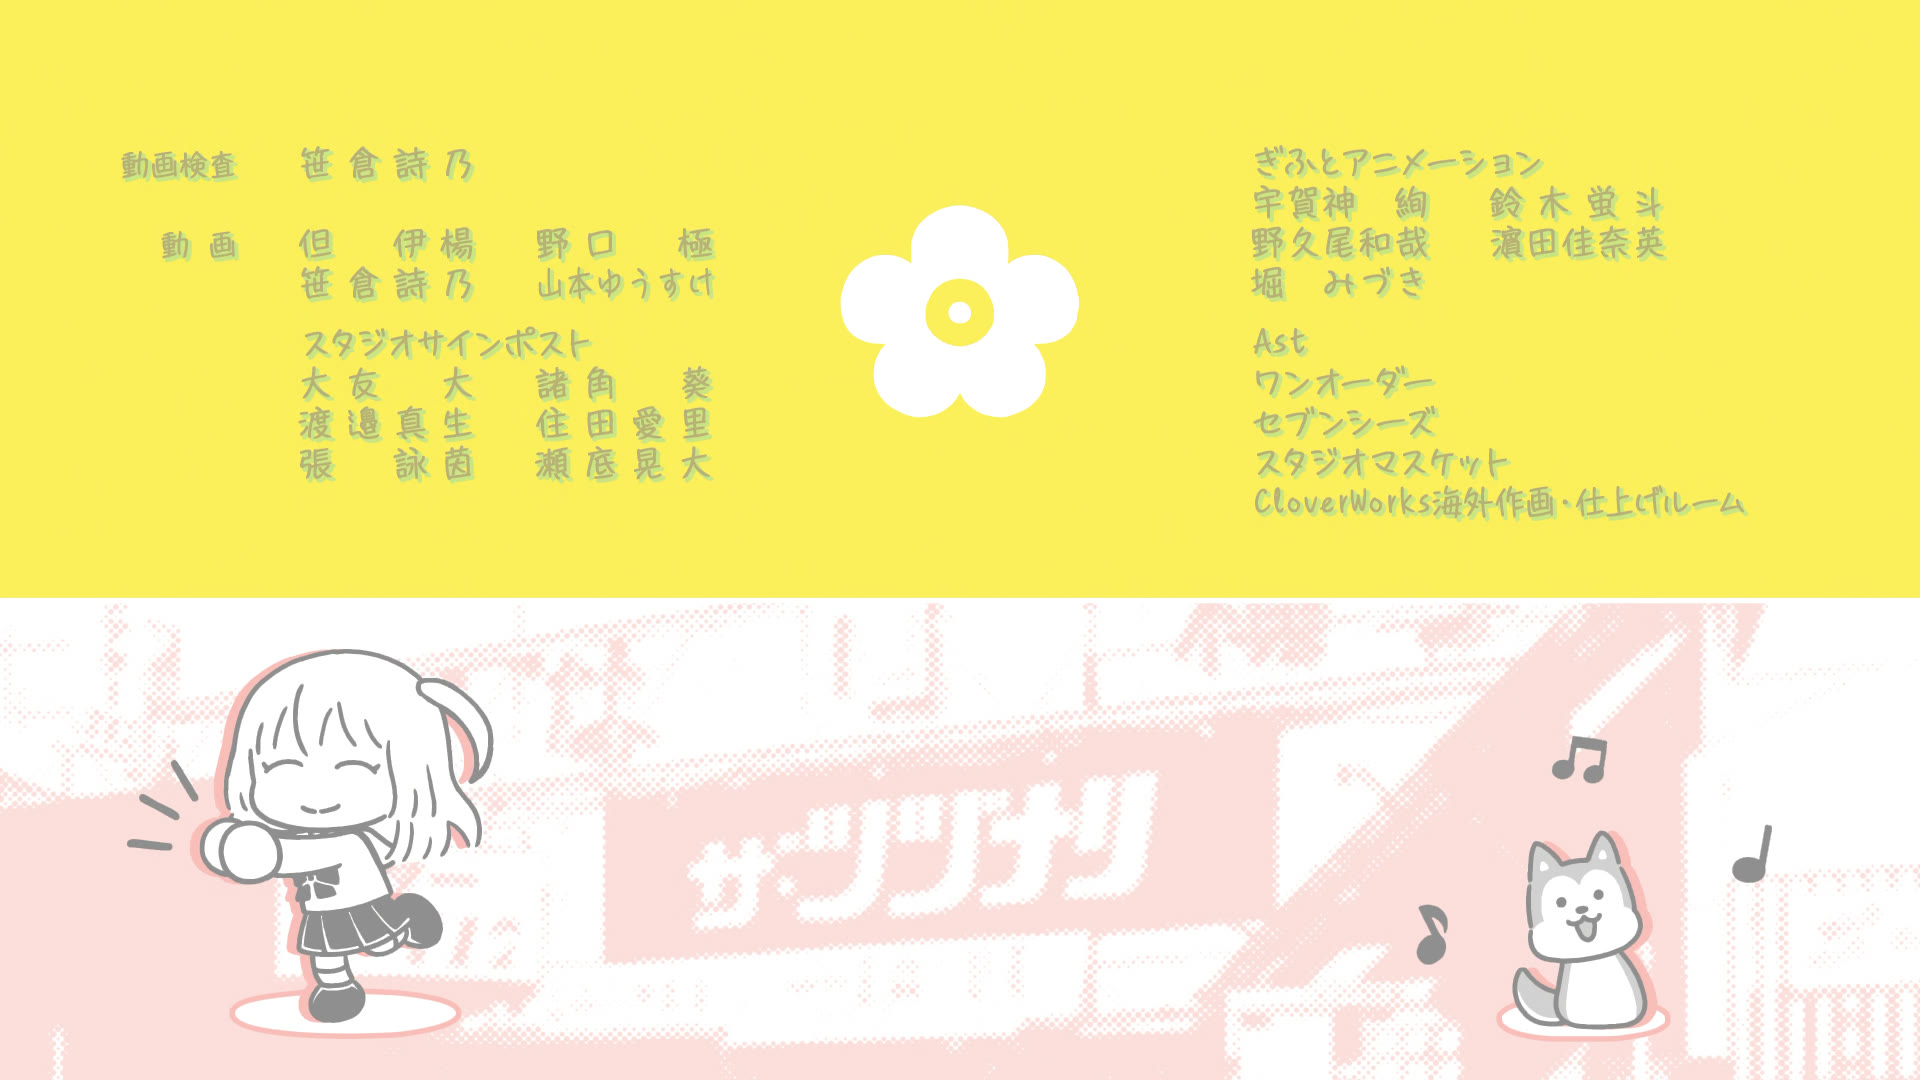 動画検査 笹倉詩乃
動画 但 伊楊 野口 極
笹倉詩乃 山本ゆうすけ
スタジオサインポスト
大友 大 諸角 葵
渡邉真生 住田愛里
張 詠茵 瀬底晃大
ぎふとアニメーション
宇賀神 絢 鈴木蛍斗
野久尾和哉 濵田佳奈英
堀 みづき
Ast
ワンオーダー
セブンシーズ
スタジオマスケット
CloverWorks海外作画・仕上げルーム
サ・ツヅナリ